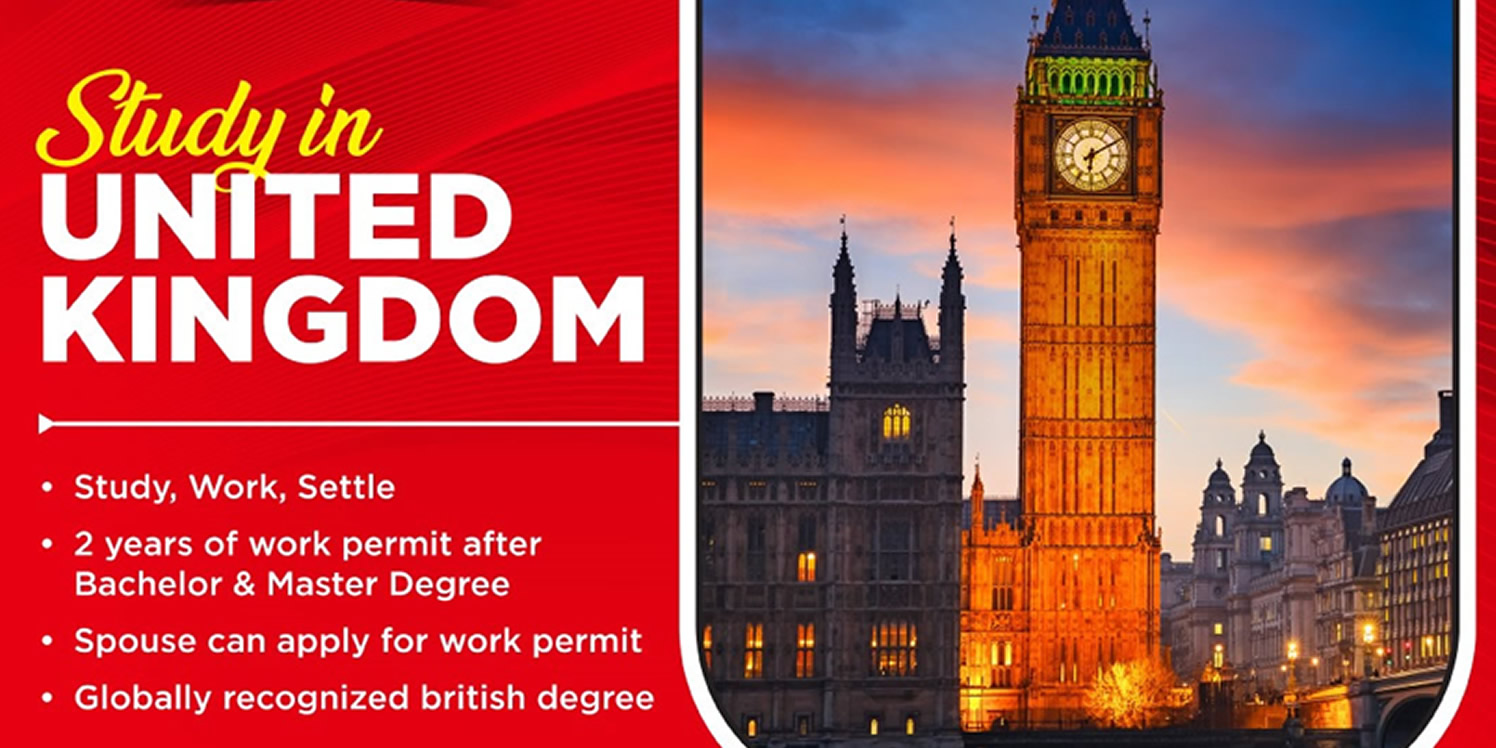 Study in
UNITED
KINGDOM
• Study, Work, Settle
• 2 years of work permit after
Bachelor & Master Degree
• Spouse can apply for work permit
• Globally recognized british degree